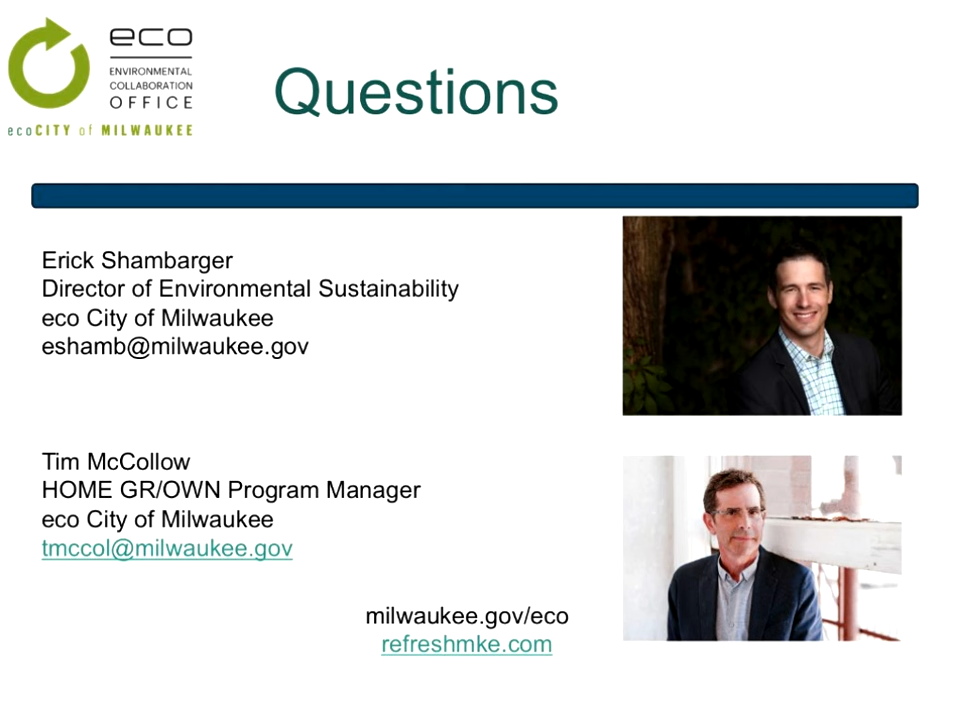 eco
ENVIRONMENTAL
COLLABORATION
OFFICE
ecoCITY of MILWAUKEE
Questions
Erick Shambarger
Director of Environmental Sustainability
eco City of Milwaukee
eshamb@milwaukee.gov
Tim McCollow
HOME GR/OWN Program Manager
eco City of Milwaukee
tmccol@milwaukee.gov
milwaukee.gov/eco
refreshmke.com